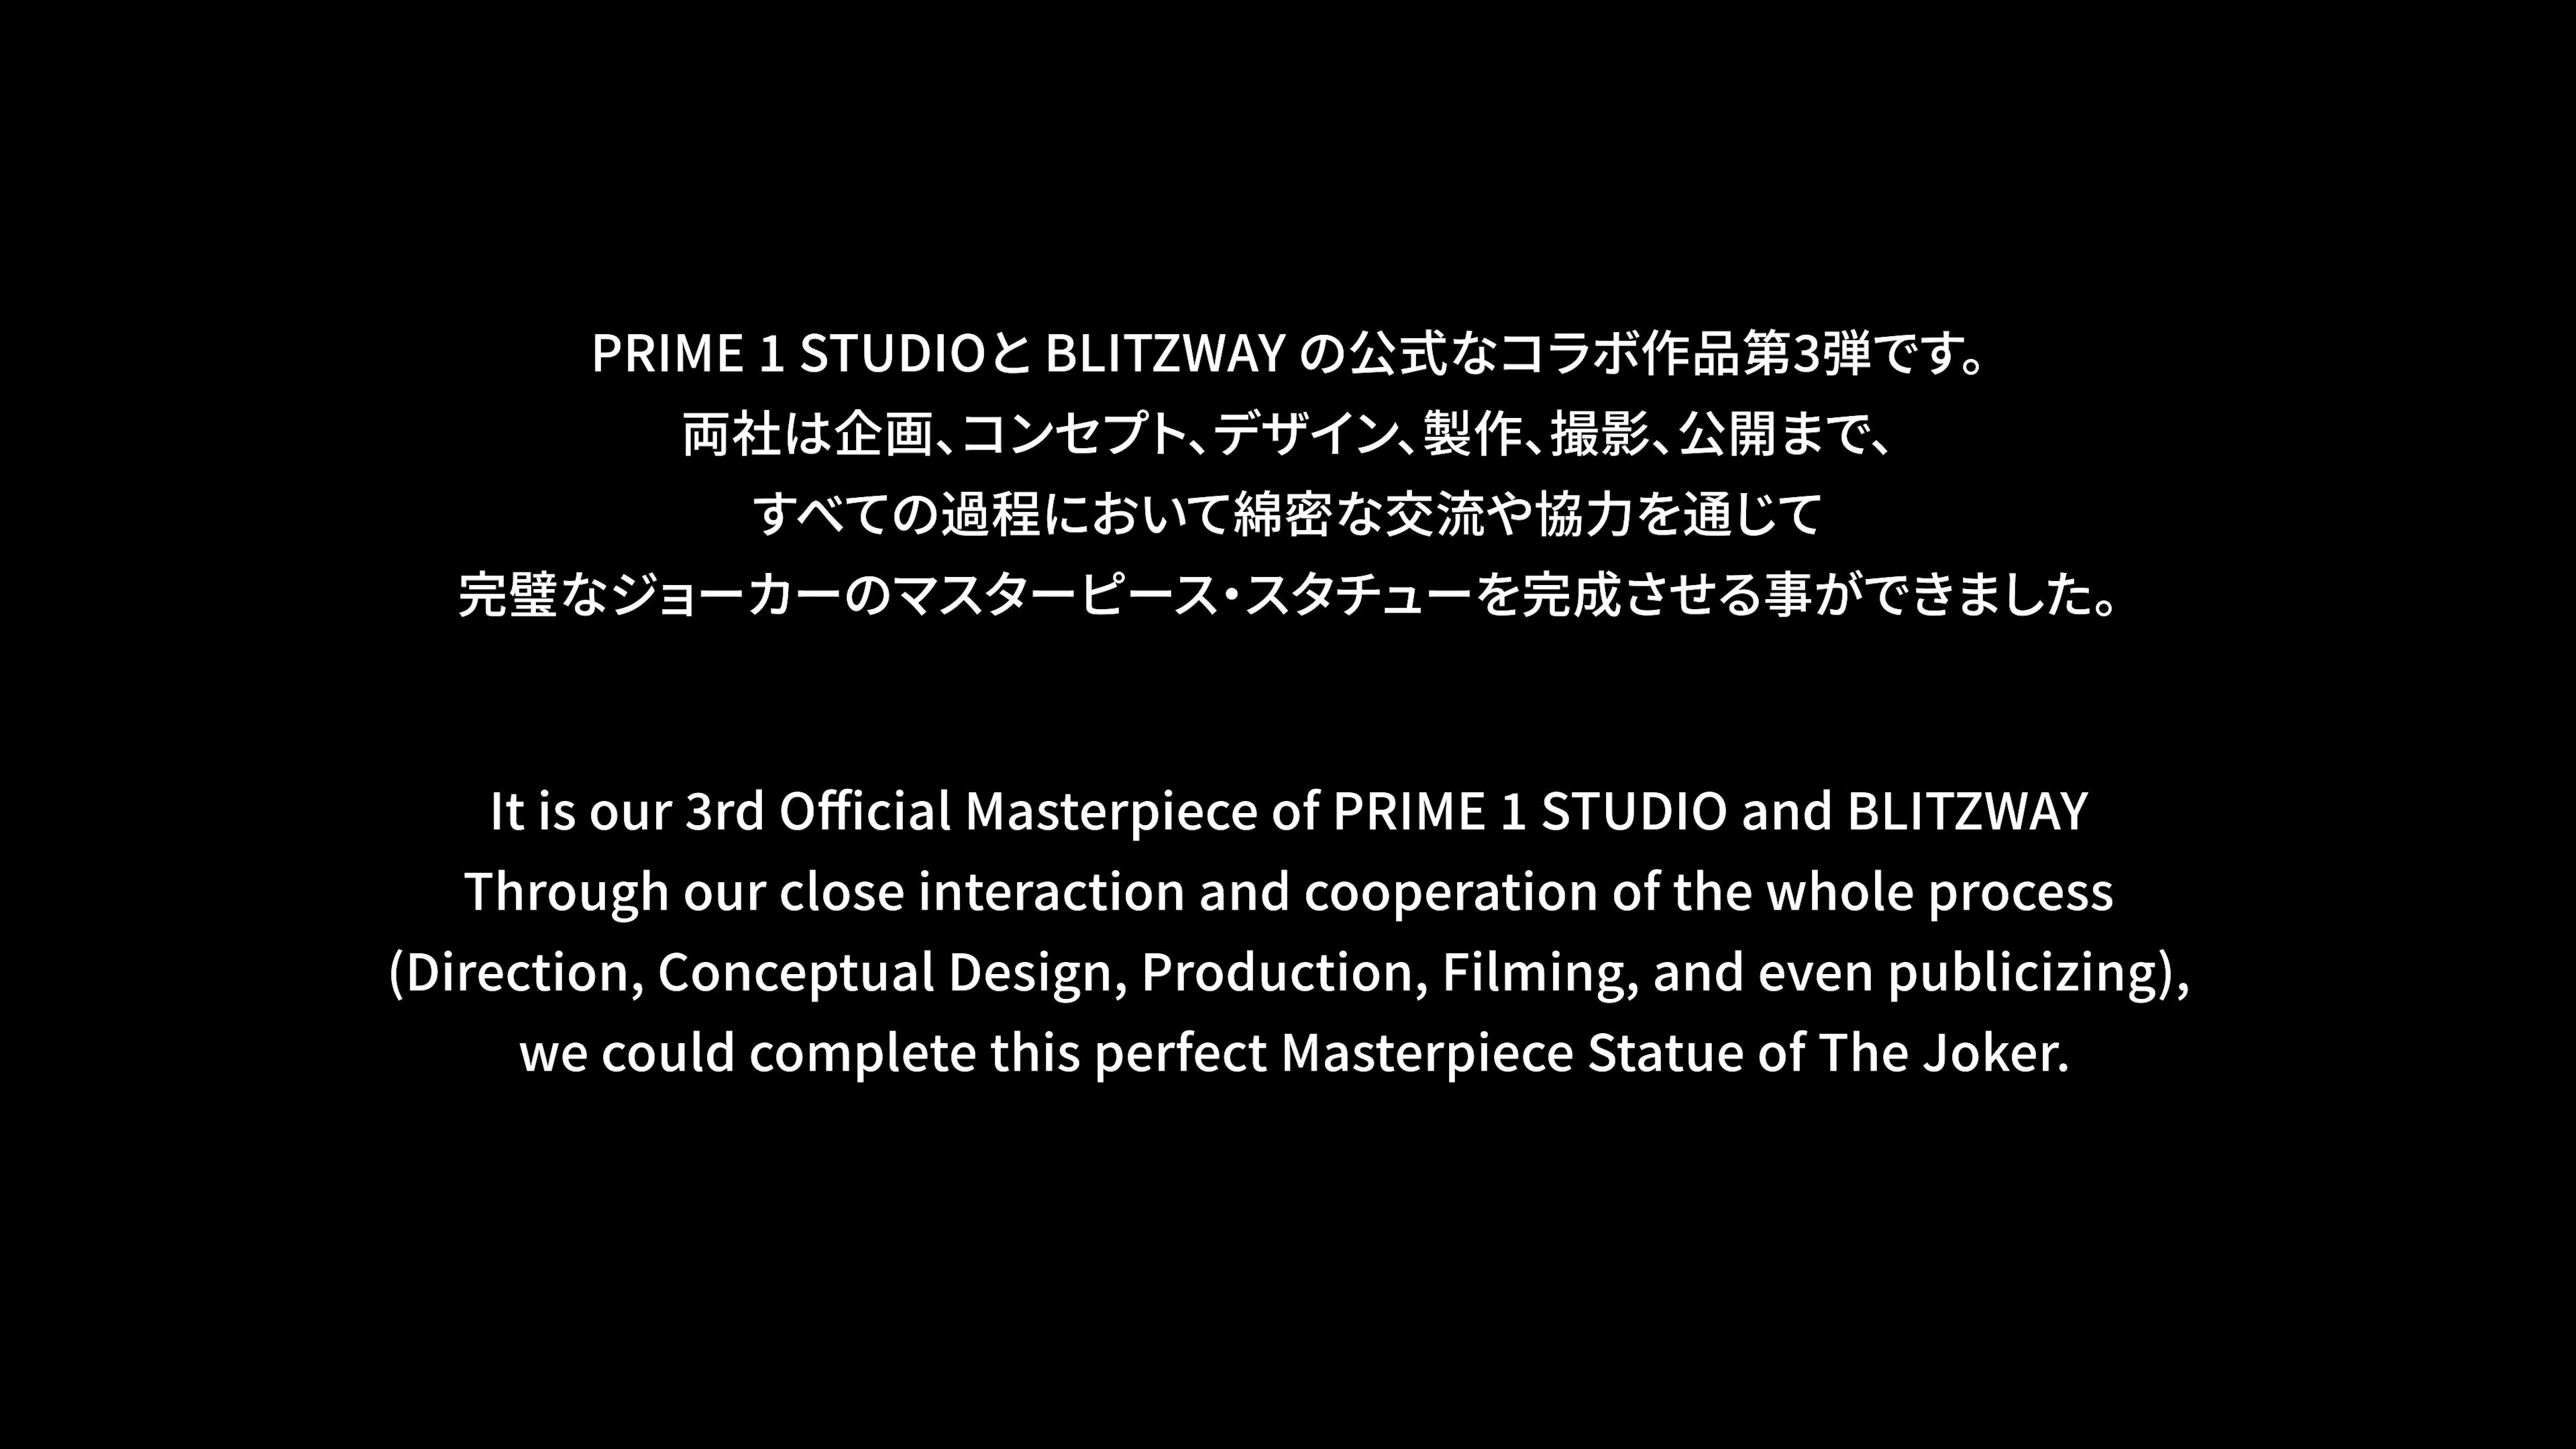 PRIME 1 STUDIOと BLITZWAY の公式なコラボ作品第3弾です。
両社は企画、コンセプト、デザイン、製作、撮影、公開まで、
すべての過程において綿密な交流や協力を通じて
完璧なジョーカーのマスターピース・スタチューを完成させる事ができました。
It is our 3rd Official Masterpiece of PRIME 1 STUDIO and BLITZWAY
Through our close interaction and cooperation of the whole process
(Direction, Conceptual Design, Production, Filming, and even publicizing),
we could complete this perfect Masterpiece Statue of The Joker.